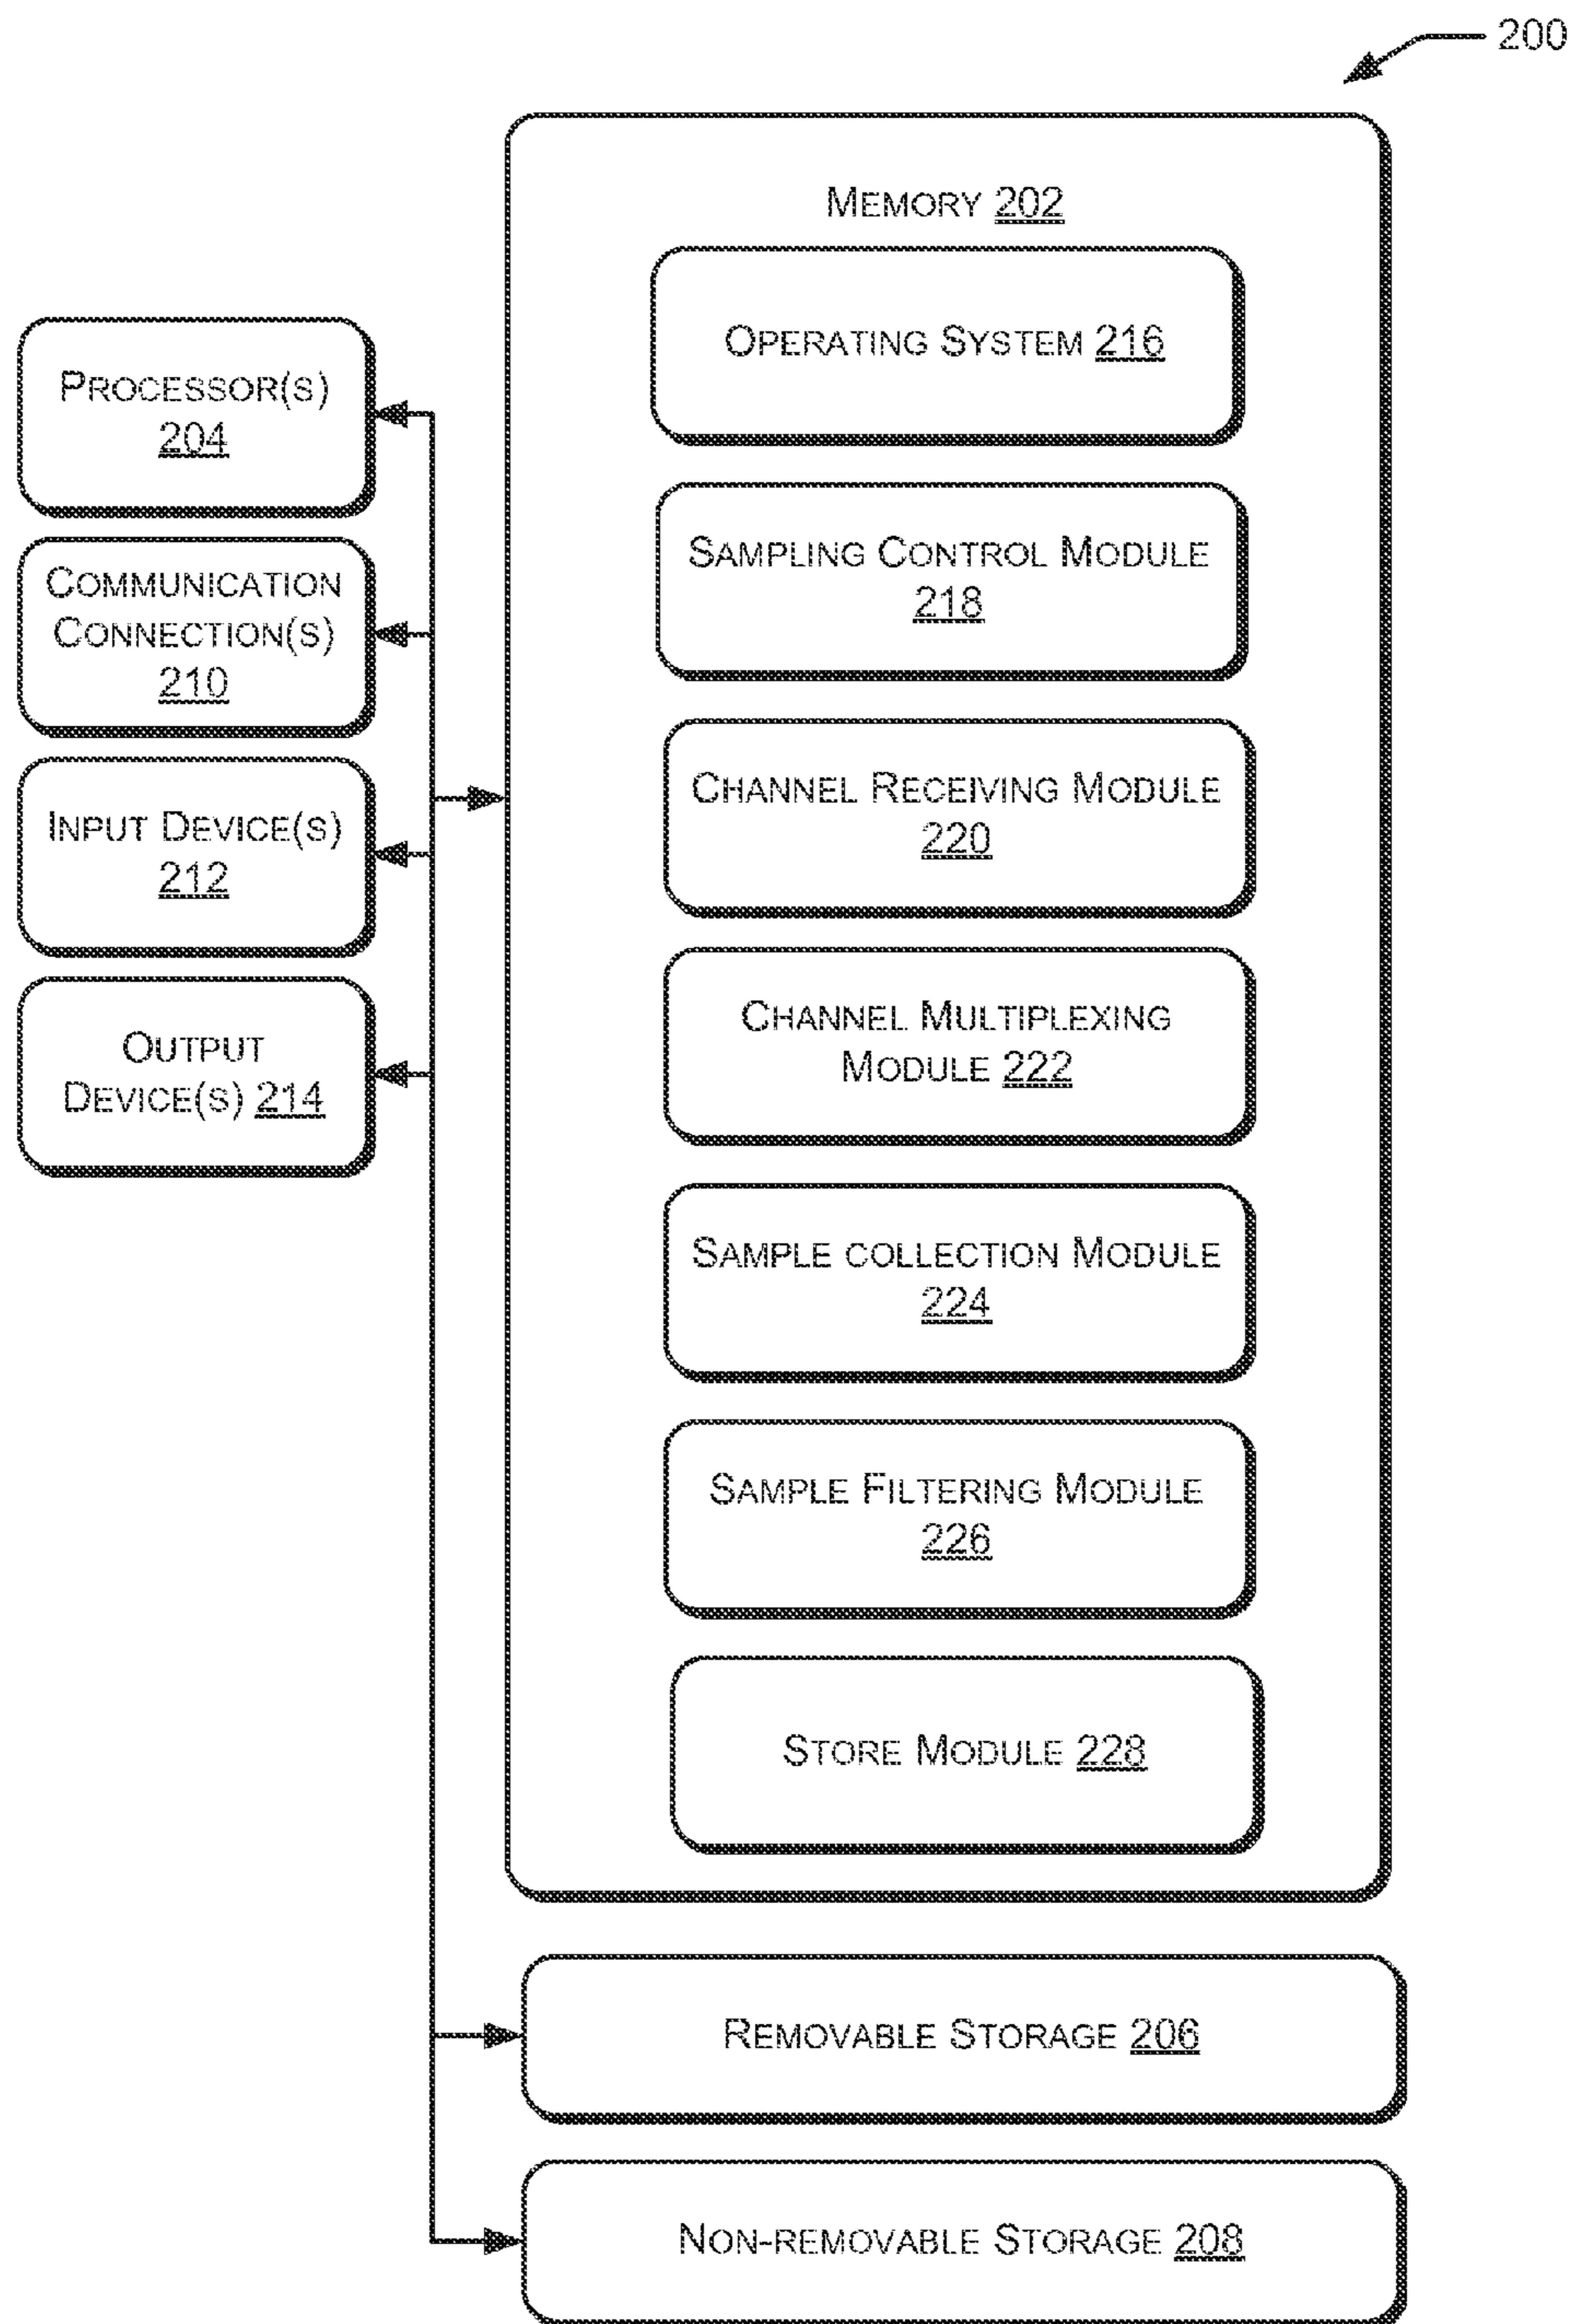 200
MEMORY 202
OPERATING SYSTEM 216
SAMPLING CONTROL MODULE
218
CHANNEL RECEIVING MODULE
220
CHANNEL MULTIPLEXING
MODULE 222
SAMPLE COLLECTION MODULE
224
SAMPLE FILTERING MODULE
226
STORE MODULE 228
PROCESSOR(S)
204
COMMUNICATION
CONNECTION(S)
210
INPUT DEVICE(S)
212
OUTPUT
DEVICE(S) 214
REMOVABLE STORAGE 206
NON-REMOVABLE STORAGE 208